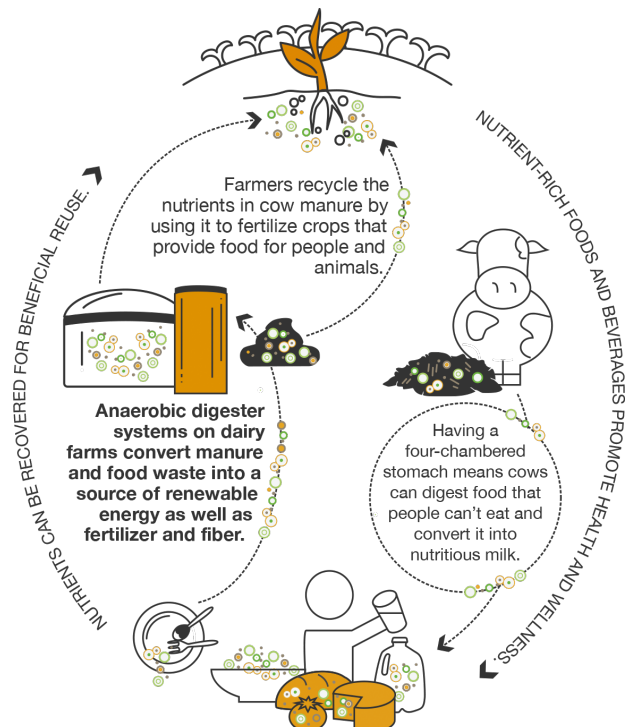 NUTRIENT-RICH FOODS AND BEVERAGES PROMOTE HEALTH AND WELLNESS.
Farmers recycle the
nutrients in cow manure by
using it to fertilize crops that
provide food for people and
animals.
NUTRIENTS CAN BE RECOVERED FOR BENEFICIAL REUSE.
Anaerobic digester
systems on dairy
farms convert manure
and food waste into a
source of renewable
energy as well as
fertilizer and fiber.
Having a
four-chambered
stomach means cows
can digest food that
people can’t eat and
convert it into
nutritious milk.